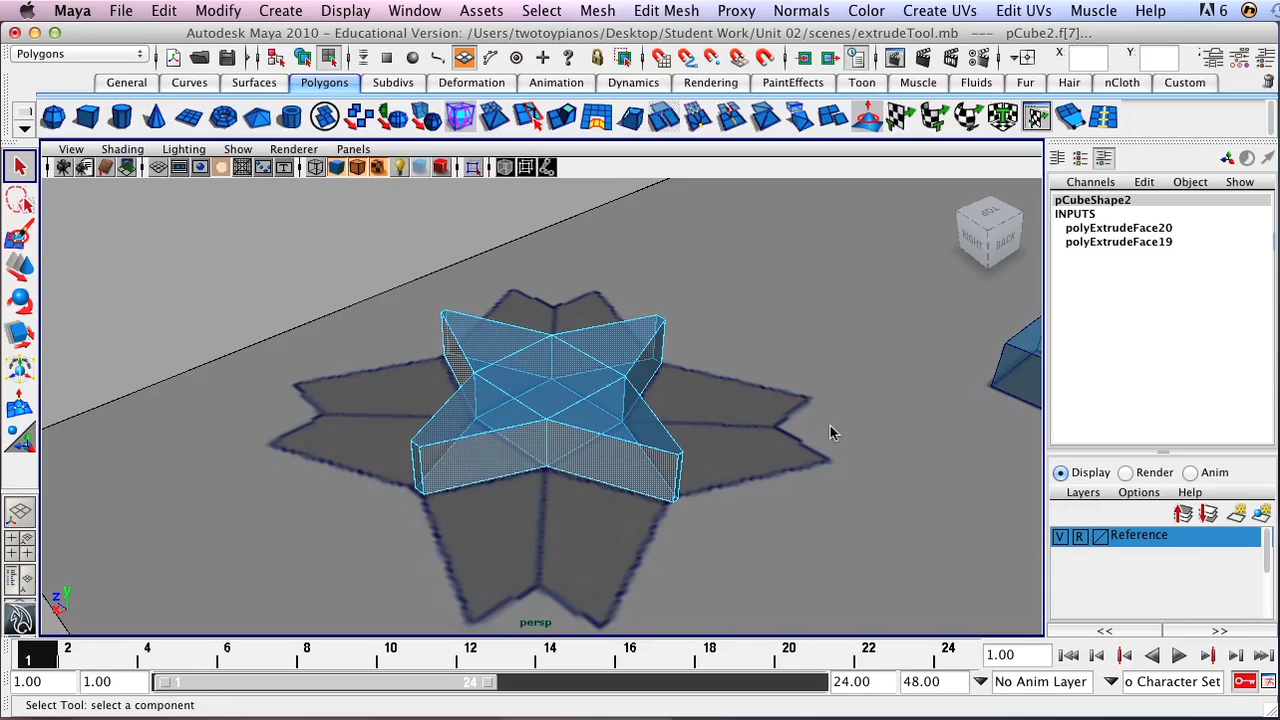 Maya File Edit Modify Create Display Window Assets Select Mesh Edit Mesh Proxy Normals Color Create UVs Edit UVs Muscle Help 6
Autodesk Maya 2010 - Educational Version: /Users/twotoypianos/Desktop/Student Work/Unit 02/scenes/extrudeTool.mb --- pCube2.f[7]...
Polygons X: Y:
General Curves Surfaces Polygons Subdivs Deformation Animation Dynamics Rendering PaintEffects Toon Muscle Fluids Fur Hair nCloth Custom
View Shading Lighting Show Renderer Panels
Channels Edit Object Show
pCubeShape2
INPUTS
polyExtrudeFace20
polyExtrudeFace19
TOP
RIGHT BACK
Display Render Anim
Layers Options Help
V R Reference
Z Y X
persp
<< >>
1 2 4 6 8 10 12 14 16 18 20 22 24 1.00
1.00 1.00 1 24 24.00 48.00 No Anim Layer o Character Set
Select Tool: select a component